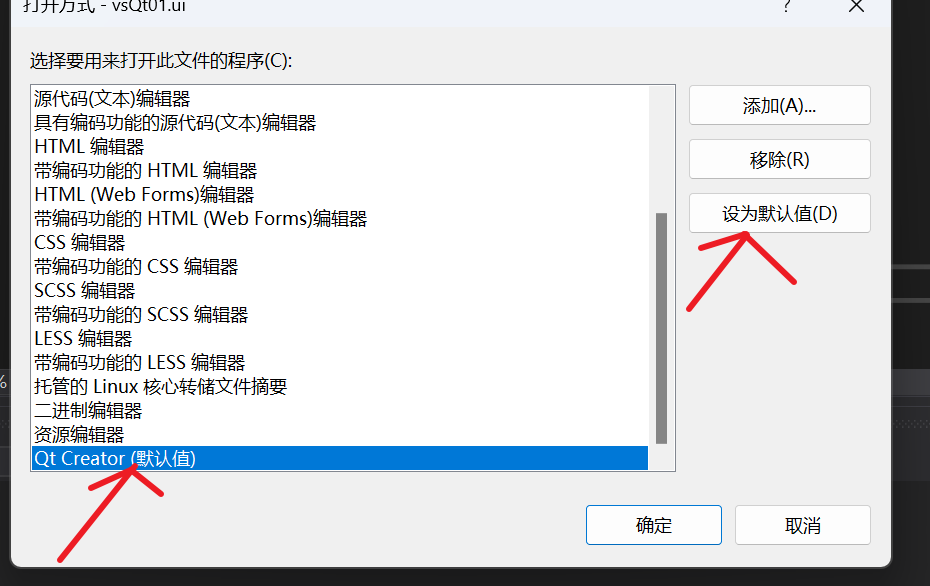 打开方式 - vsQt01.ui
?
选择要用来打开此文件的程序(C):
源代码(文本)编辑器
具有编码功能的源代码(文本)编辑器
HTML 编辑器
带编码功能的 HTML 编辑器
HTML (Web Forms)编辑器
带编码功能的 HTML (Web Forms)编辑器
CSS 编辑器
带编码功能的 CSS 编辑器
SCSS 编辑器
带编码功能的 SCSS 编辑器
LESS 编辑器
带编码功能的 LESS 编辑器
托管的 Linux 核心转储文件摘要
二进制编辑器
资源编辑器
Qt Creator (默认值)
添加(A)...
移除(R)
设为默认值(D)
%
确定
取消